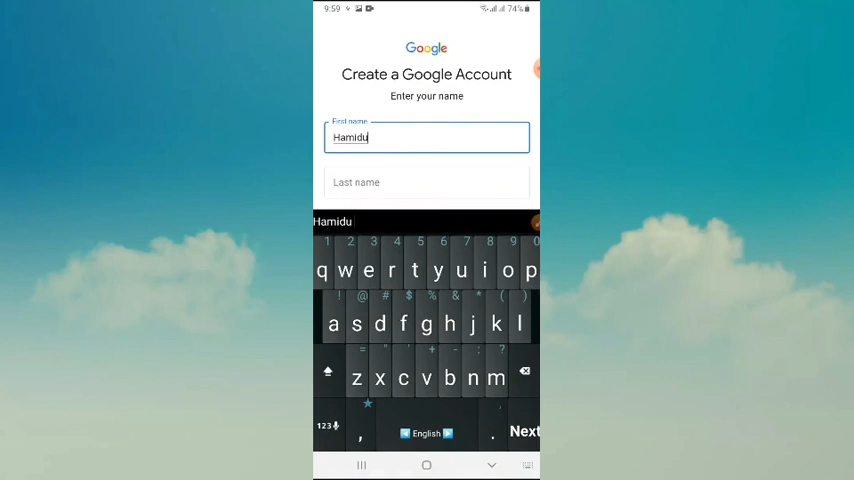 9:59 74%
Google
Create a Google Account
Enter your name
First name
Hamidu
Last name
Hamidu
1 2 3 4 5 6 7 8 9 0
q w e r t y u i o p
! @ # $ % & * ( )
a s d f g h j k l
= " ' + - : ?
z x c v b n m
123 , English . Next